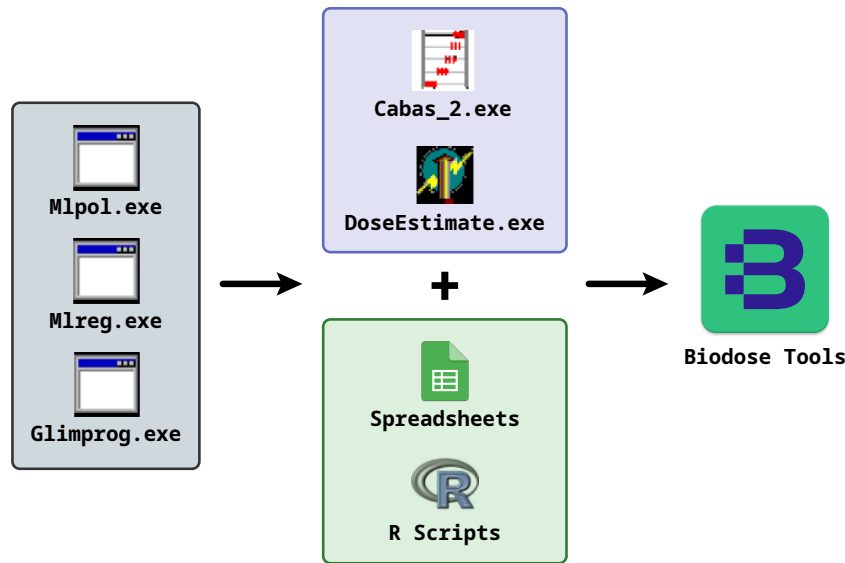 Mlpol.exe
Mlreg.exe
Glimprog.exe
Cabas_2.exe
DoseEstimate.exe
+
Spreadsheets
R Scripts
Biodose Tools